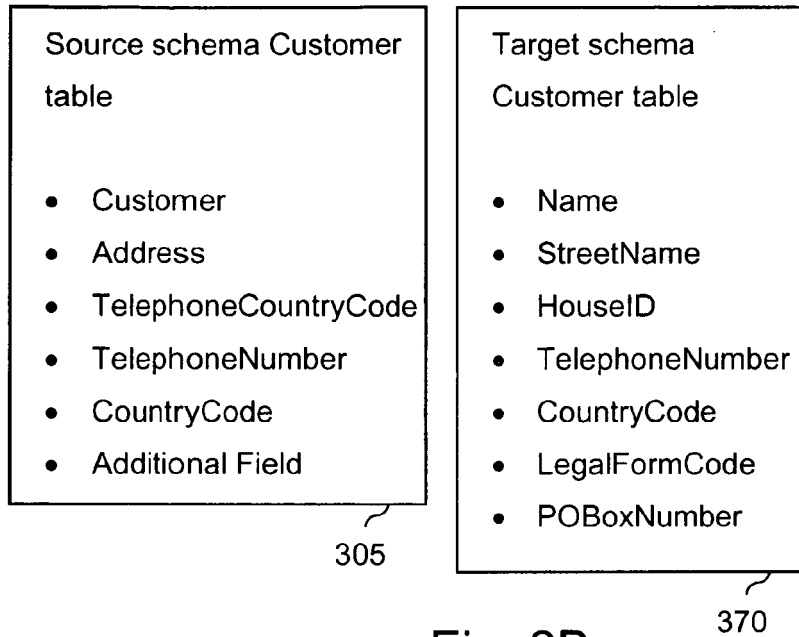 Source schema Customer
table
• Customer
• Address
• TelephoneCountryCode
• TelephoneNumber
• CountryCode
• Additional Field
305
Target schema
Customer table
• Name
• StreetName
• HouseID
• TelephoneNumber
• CountryCode
• LegalFormCode
• POBoxNumber
370